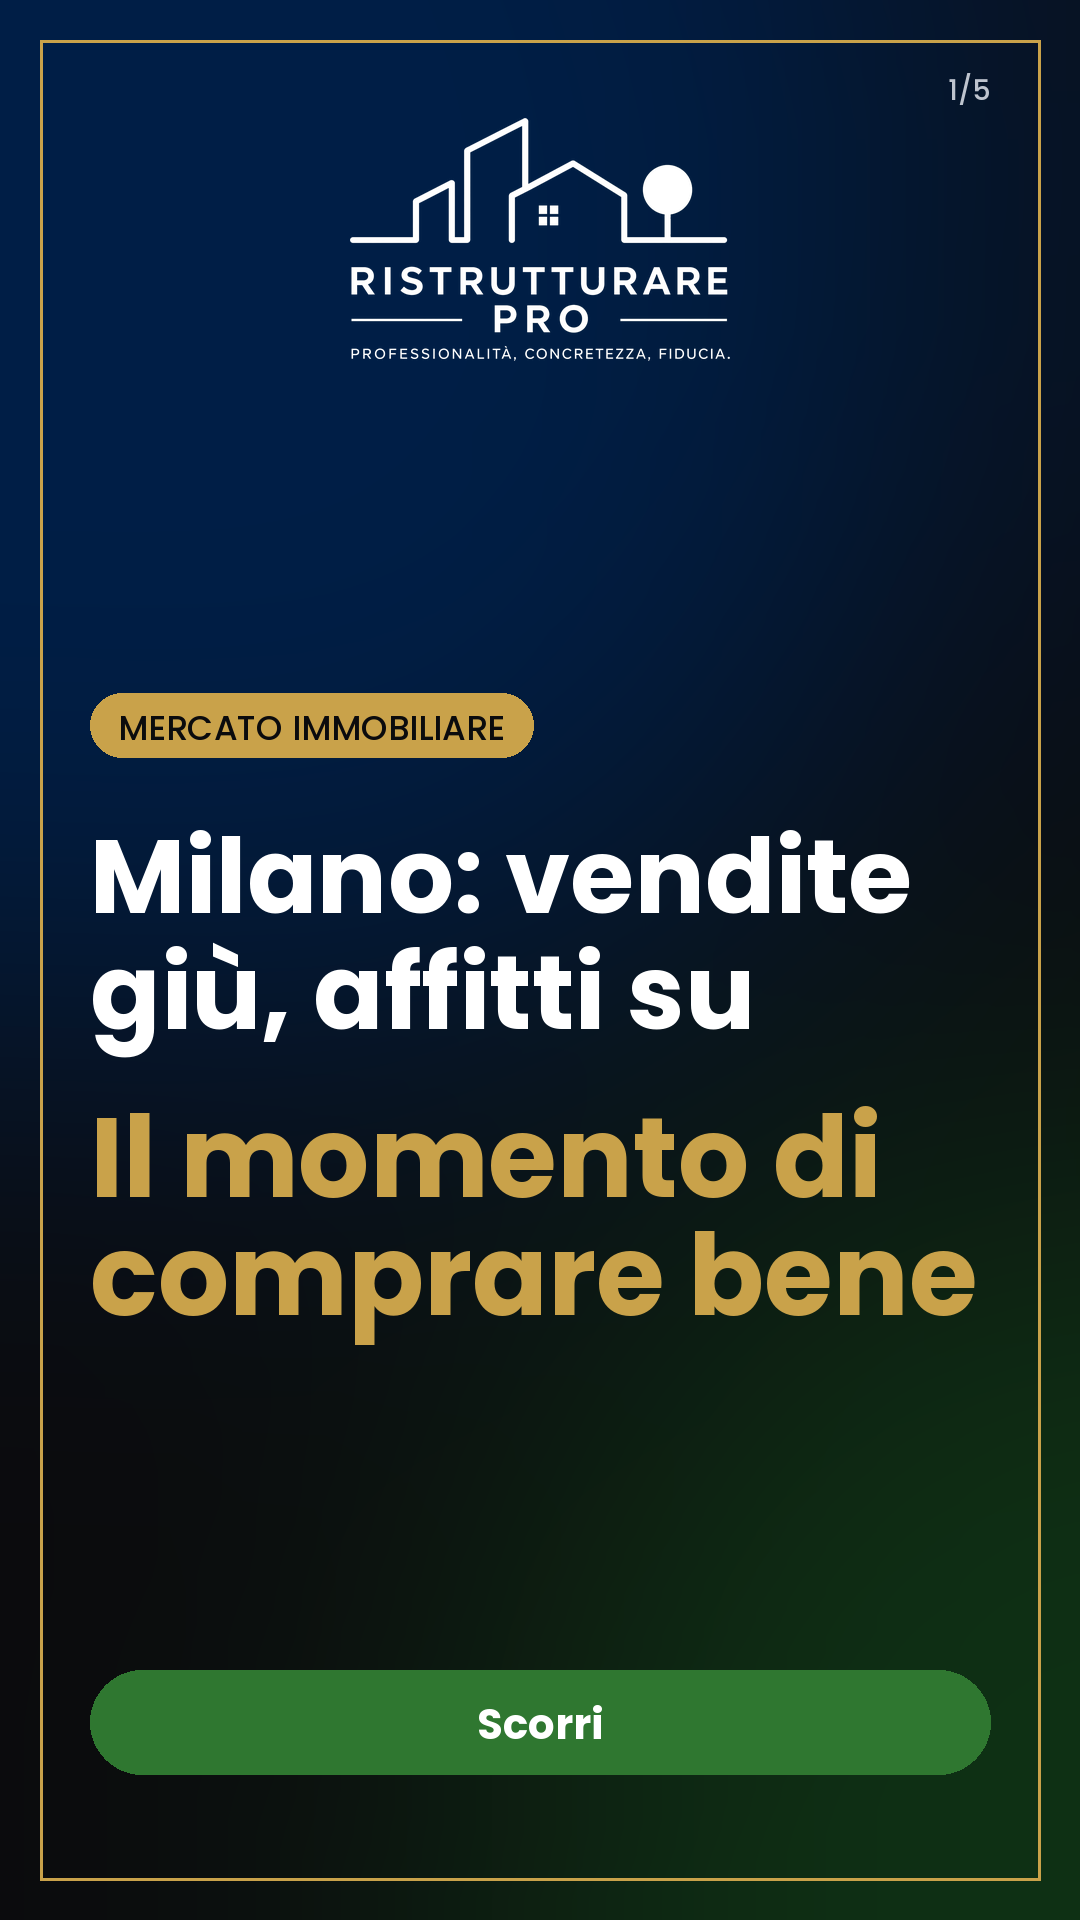 1/5
RISTRUTTURARE
PRO
PROFESSIONALITÀ, CONCRETEZZA, FIDUCIA.
MERCATO IMMOBILIARE
Milano: vendite
giù, affitti su
Il momento di
comprare bene
Scorri